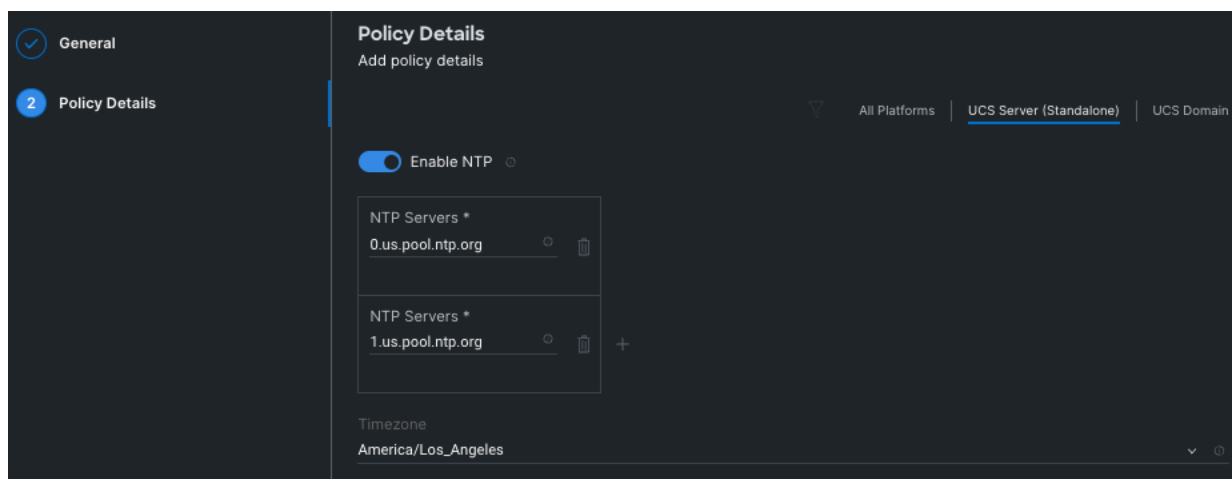 General
2
Policy Details
Policy Details
Add policy details
All Platforms
UCS Server (Standalone)
UCS Domain
Enable NTP
NTP Servers *
0.us.pool.ntp.org
NTP Servers *
1.us.pool.ntp.org
+
Timezone
America/Los_Angeles